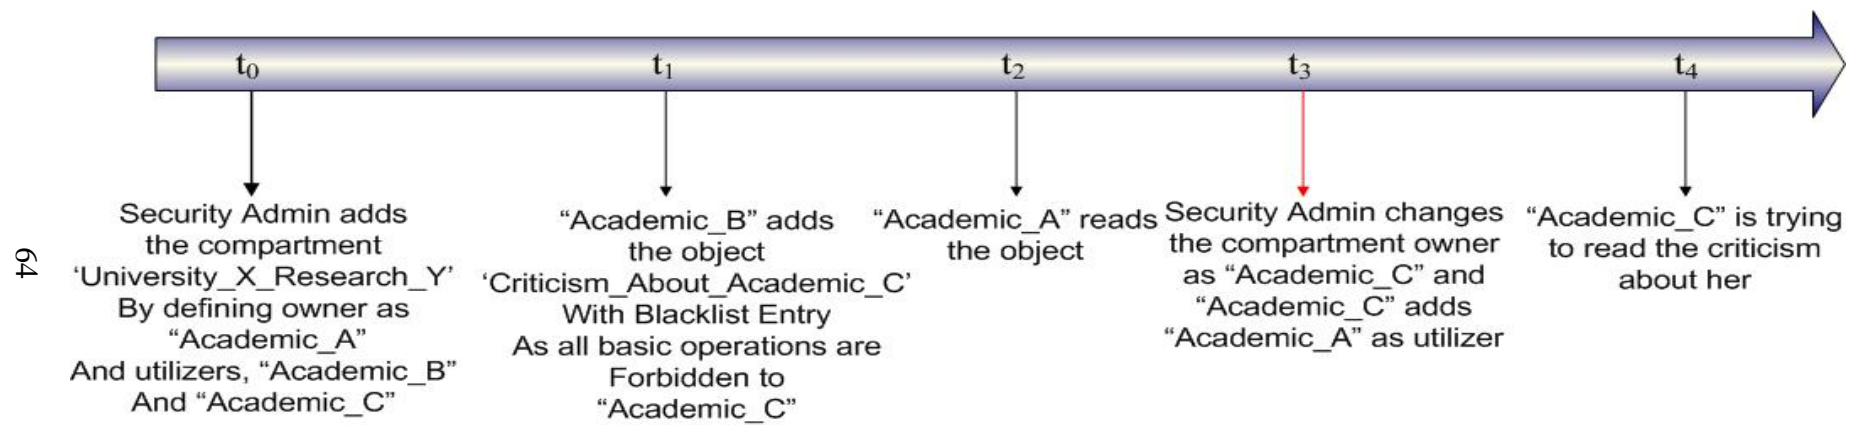 t0
t1
t2
t3
t4
Security Admin adds
the compartment
‘University_X_Research_Y’
By defining owner as
“Academic_A”
And utilizers, “Academic_B”
And “Academic_C”
“Academic_B” adds
the object
‘Criticism_About_Academic_C’
With Blacklist Entry
As all basic operations are
Forbidden to
“Academic_C”
“Academic_A” reads
the object
Security Admin changes
the compartment owner
as “Academic_C” and
“Academic_C” adds
“Academic_A” as utilizer
“Academic_C” is trying
to read the criticism
about her
64